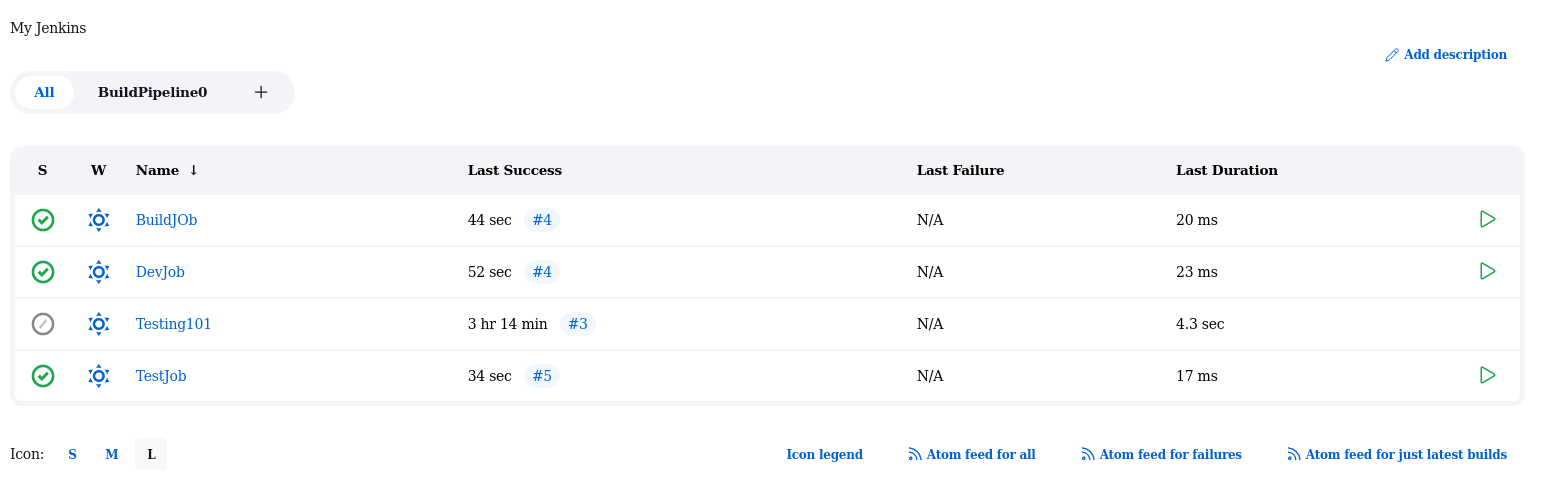 My Jenkins
Add description
All BuildPipeline0 +
S W Name ↓ Last Success Last Failure Last Duration
BuildJOb 44 sec #4 N/A 20 ms
DevJob 52 sec #4 N/A 23 ms
Testing101 3 hr 14 min #3 N/A 4.3 sec
TestJob 34 sec #5 N/A 17 ms
Icon: S M L Icon legend Atom feed for all Atom feed for failures Atom feed for just latest builds